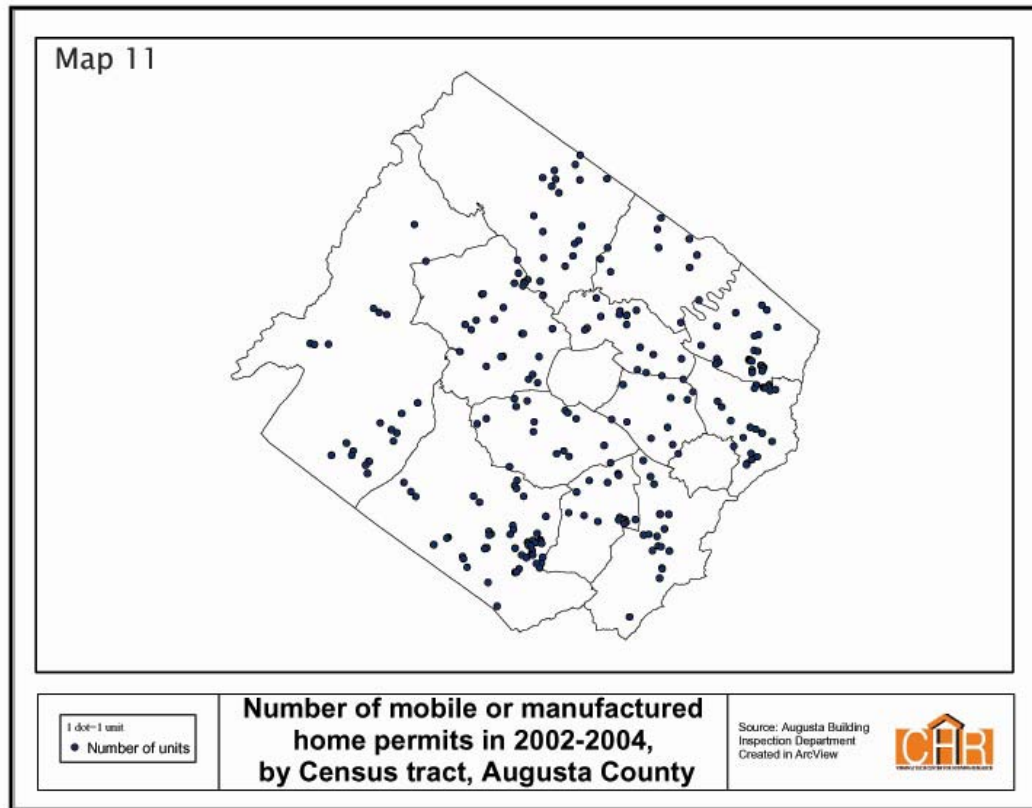 Map 11
1 dot=1 unit
Number of units
Number of mobile or manufactured
home permits in 2002-2004,
by Census tract, Augusta County
Source: Augusta Building
Inspection Department
Created in ArcView
CHR